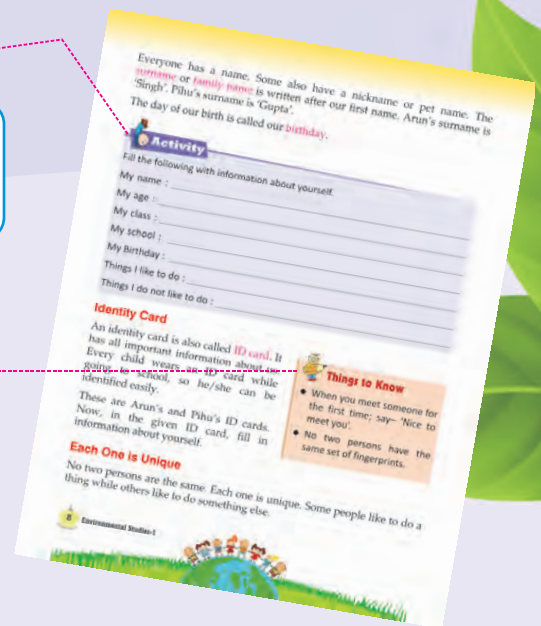 Everyone has a name. Some also have a nickname or pet name. The
surname or family name is written after our first name. Arun's surname is
'Singh'. Pihu's surname is 'Gupta'.
The day of our birth is called our birthday.
Activity
Fill the following with information about yourself.
My name :
My age :
My class :
My school :
My Birthday :
Things I like to do :
Things I do not like to do :
Identity Card
An identity card is also called ID card. It
has all important information about us.
Every child wears an ID card while
going to school, so he/she can be
identified easily.
These are Arun's and Pihu's ID cards.
Now, in the given ID card, fill in
information about yourself.
Things to Know
• When you meet someone for
the first time; say– 'Nice to
meet you'.
• No two persons have the
same set of fingerprints.
Each One is Unique
No two persons are the same. Each one is unique. Some people like to do a
thing while others like to do something else.
8 Environmental Studies-1